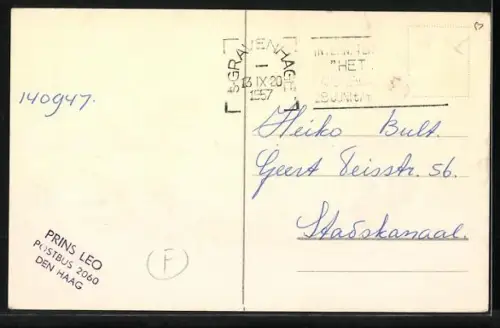 'S-GRAVENHAGE
13 IX 20
1957
INTERN
"HET
140947.
Heiko Bult.
Geert Teisstr. 56.
Stadskanaal.
PRINS LEO
POSTBUS 2060
DEN HAAG
F